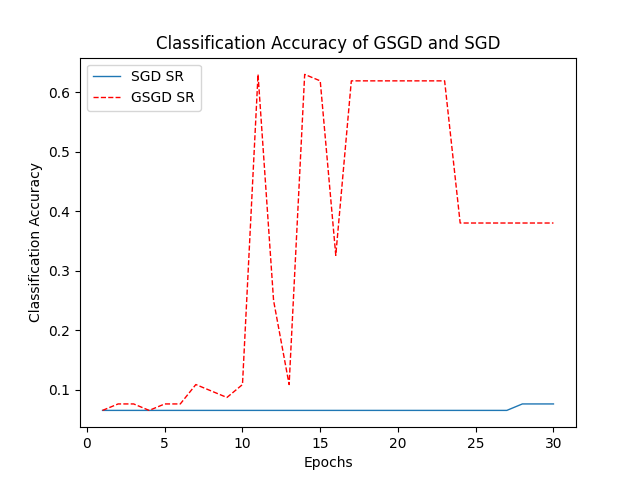 Classification Accuracy of GSGD and SGD
SGD SR
GSGD SR
Classification Accuracy
0.6
0.5
0.4
0.3
0.2
0.1
0 5 10 15 20 25 30
Epochs